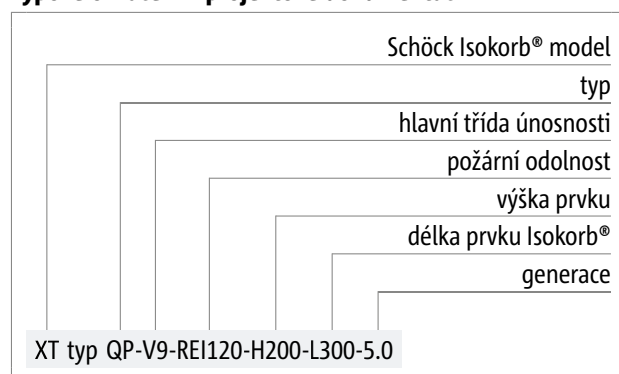 Schöck Isokorb® model
typ
hlavní třída únosnosti
požární odolnost
výška prvku
délka prvku Isokorb®
generace
XT typ QP-V9-REI120-H200-L300-5.0